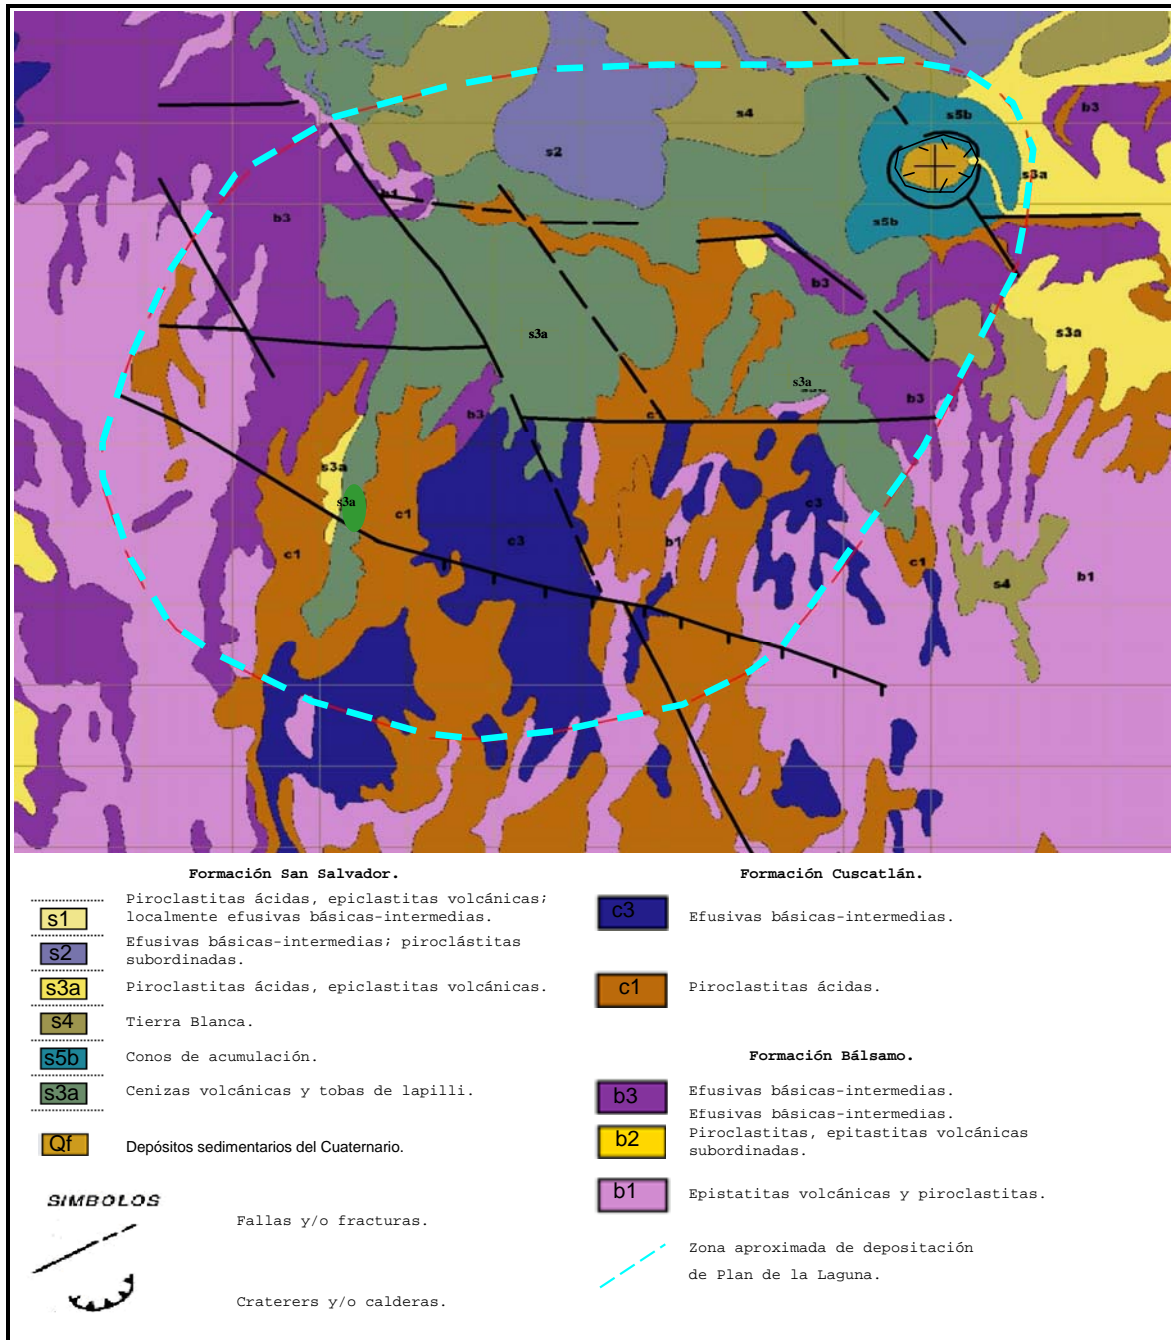 s4
s2
s5b
b3
b1
b3
s3a
s5b
b3
s3a
s3a
s3a
b3
b3
c1
s3a
s3a
c1
c3
c3
b1
c1
c1
s4
b1
Formación San Salvador.
s1 Piroclastitas ácidas, epiclastitas volcánicas;
localmente efusivas básicas-intermedias.
s2 Efusivas básicas-intermedias; piroclástitas
subordinadas.
s3a Piroclastitas ácidas, epiclastitas volcánicas.
s4 Tierra Blanca.
s5b Conos de acumulación.
s3a Cenizas volcánicas y tobas de lapilli.
Qf Depósitos sedimentarios del Cuaternario.
SIMBOLOS
Fallas y/o fracturas.
Craterers y/o calderas.
Formación Cuscatlán.
c3 Efusivas básicas-intermedias.
c1 Piroclastitas ácidas.
Formación Bálsamo.
b3 Efusivas básicas-intermedias.
Efusivas básicas-intermedias.
b2 Piroclastitas, epitastitas volcánicas
subordinadas.
b1 Epistatitas volcánicas y piroclastitas.
Zona aproximada de depositación
de Plan de la Laguna.